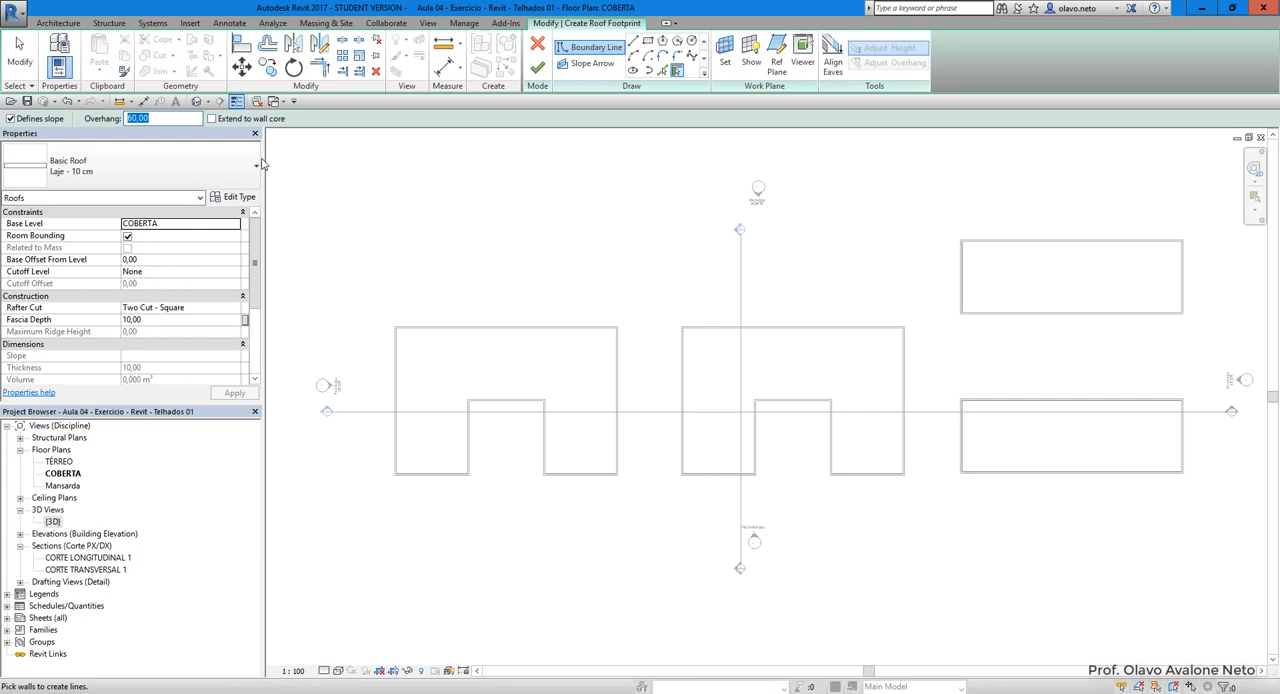 Autodesk Revit 2017 - STUDENT VERSION - Aula 04 - Exercicio - Revit - Telhados 01 - Floor Plan: COBERTA
Type a keyword or phrase
olavo.neto
Architecture Structure Systems Insert Annotate Analyze Massing & Site Collaborate View Manage Add-Ins Modify | Create Roof Footprint
Modify
Paste
Cope
Cut
Join
Boundary Line
Slope Arrow
Set
Show
Ref Plane
Viewer
Align Eaves
Adjust Height
Adjust Overhang
Select Properties Clipboard Geometry Modify View Measure Create Mode Draw Work Plane Tools
Defines slope Overhang: 60,00 Extend to wall core
Properties
Basic Roof
Laje - 10 cm
Roofs Edit Type
Constraints
Base Level COBERTA
Room Bounding
Related to Mass
Base Offset From Level 0,00
Cutoff Level None
Cutoff Offset 0,00
Construction
Rafter Cut Two Cut - Square
Fascia Depth 10,00
Maximum Ridge Height 0,00
Dimensions
Slope
Thickness 10,00
Volume 0,000 m³
Properties help Apply
Project Browser - Aula 04 - Exercicio - Revit - Telhados 01
Views (Discipline)
Structural Plans
Floor Plans
TÉRREO
COBERTA
Mansarda
Ceiling Plans
3D Views
{3D}
Elevations (Building Elevation)
Sections (Corte PX/DX)
CORTE LONGITUDINAL 1
CORTE TRANSVERSAL 1
Drafting Views (Detail)
Legends
Schedules/Quantities
Sheets (all)
Families
Groups
Revit Links
1 : 100
Prof. Olavo Avalone Neto
Pick walls to create lines.
:0
Main Model
:0